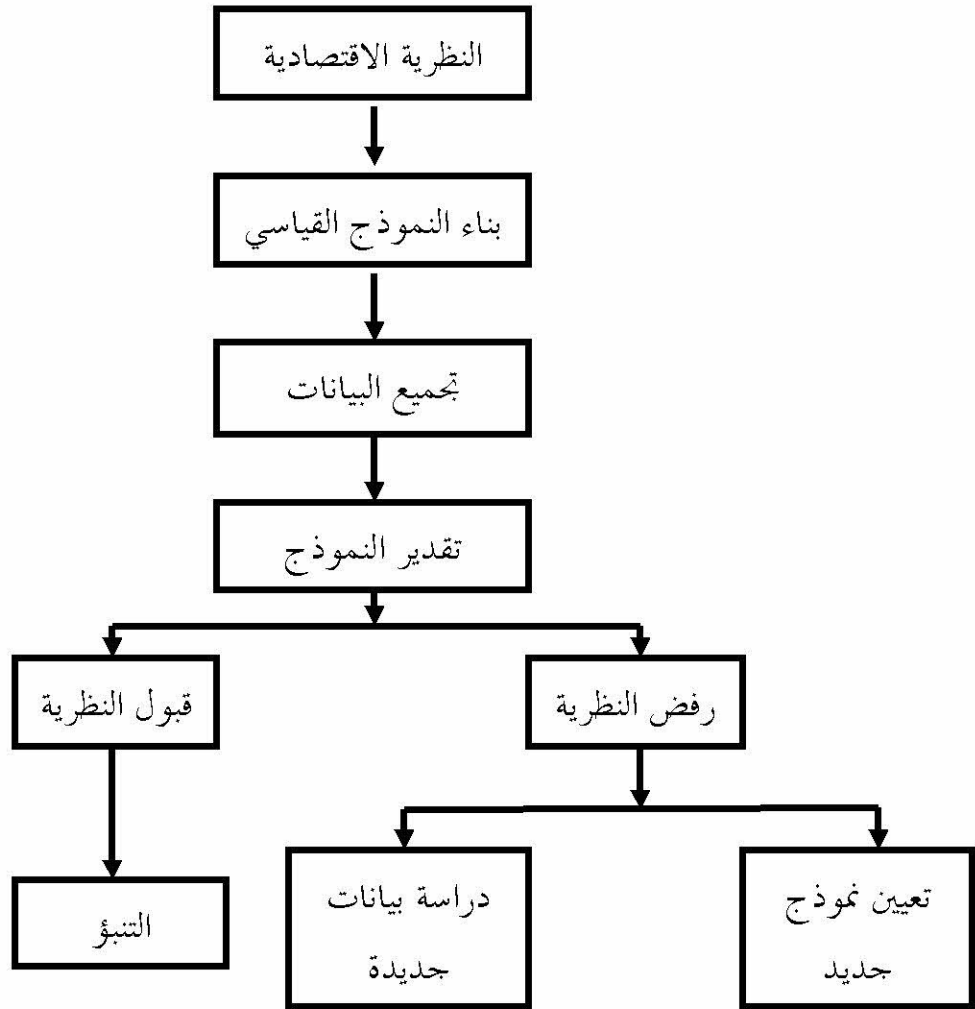 النظرية الاقتصادية
بناء النموذج القياسي
تجميع البيانات
تقدير النموذج
رفض النظرية
قبول النظرية
تعيين نموذج
جديد
دراسة بيانات
جديدة
التنبؤ